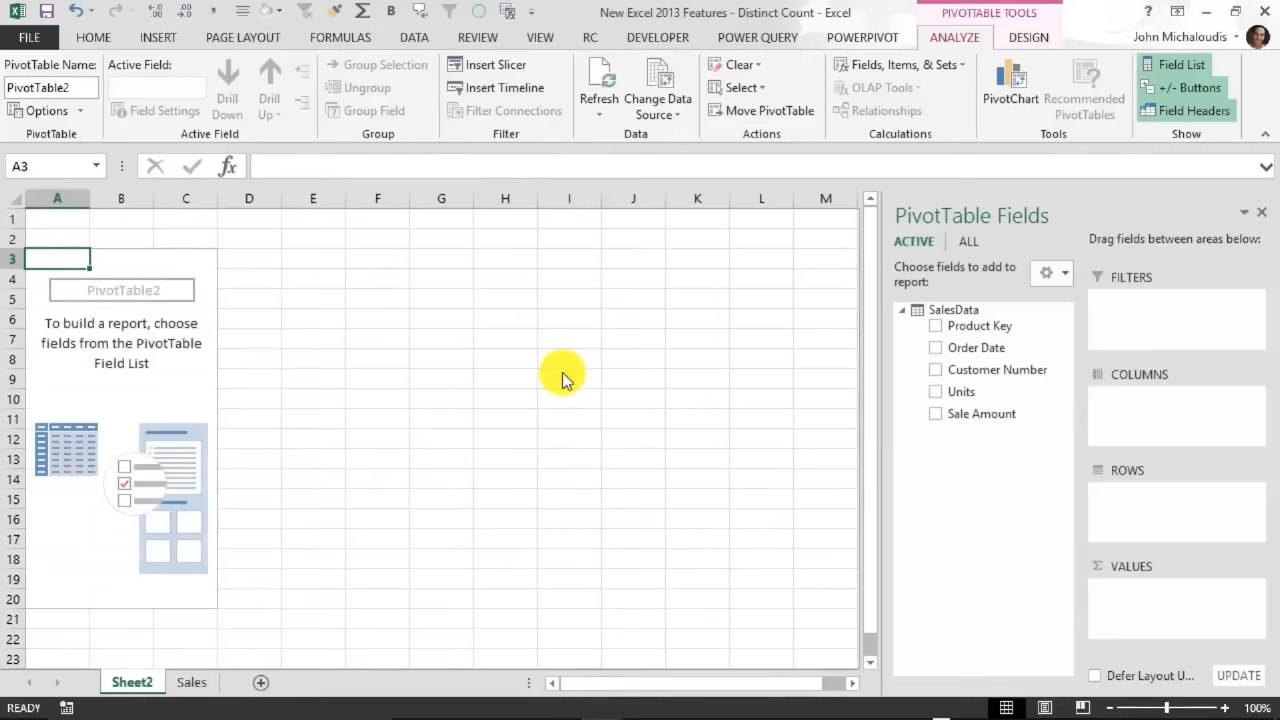 New Excel 2013 Features - Distinct Count - Excel
PIVOTTABLE TOOLS
FILE HOME INSERT PAGE LAYOUT FORMULAS DATA REVIEW VIEW RC DEVELOPER POWER QUERY POWERPIVOT ANALYZE DESIGN John Michaloudis
PivotTable Name:
PivotTable2
Options
PivotTable
Active Field:
Field Settings
Drill Down
Drill Up
Active Field
Group Selection
Ungroup
Group Field
Group
Insert Slicer
Insert Timeline
Filter Connections
Filter
Refresh
Change Data Source
Data
Clear
Select
Move PivotTable
Actions
Fields, Items, & Sets
OLAP Tools
Relationships
Calculations
PivotChart
Recommended PivotTables
Tools
Field List
+/- Buttons
Field Headers
Show
A3
fx
A B C D E F G H I J K L M
1
2
3
4
5
6
7
8
9
10
11
12
13
14
15
16
17
18
19
20
21
22
23
PivotTable2
To build a report, choose
fields from the PivotTable
Field List
PivotTable Fields
ACTIVE ALL
Choose fields to add to
report:
SalesData
Product Key
Order Date
Customer Number
Units
Sale Amount
Drag fields between areas below:
FILTERS
COLUMNS
ROWS
Σ VALUES
Defer Layout U...
UPDATE
Sheet2 Sales
READY
100%